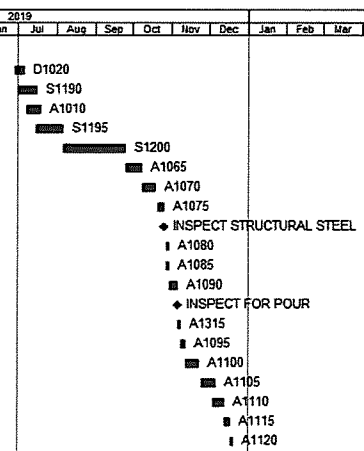 2019
Jul Aug Sep Oct Nov Dec Jan Feb Mar
D1020
S1190
A1010
S1195
S1200
A1065
A1070
A1075
INSPECT STRUCTURAL STEEL
A1080
A1085
A1090
INSPECT FOR POUR
A1315
A1095
A1100
A1105
A1110
A1115
A1120